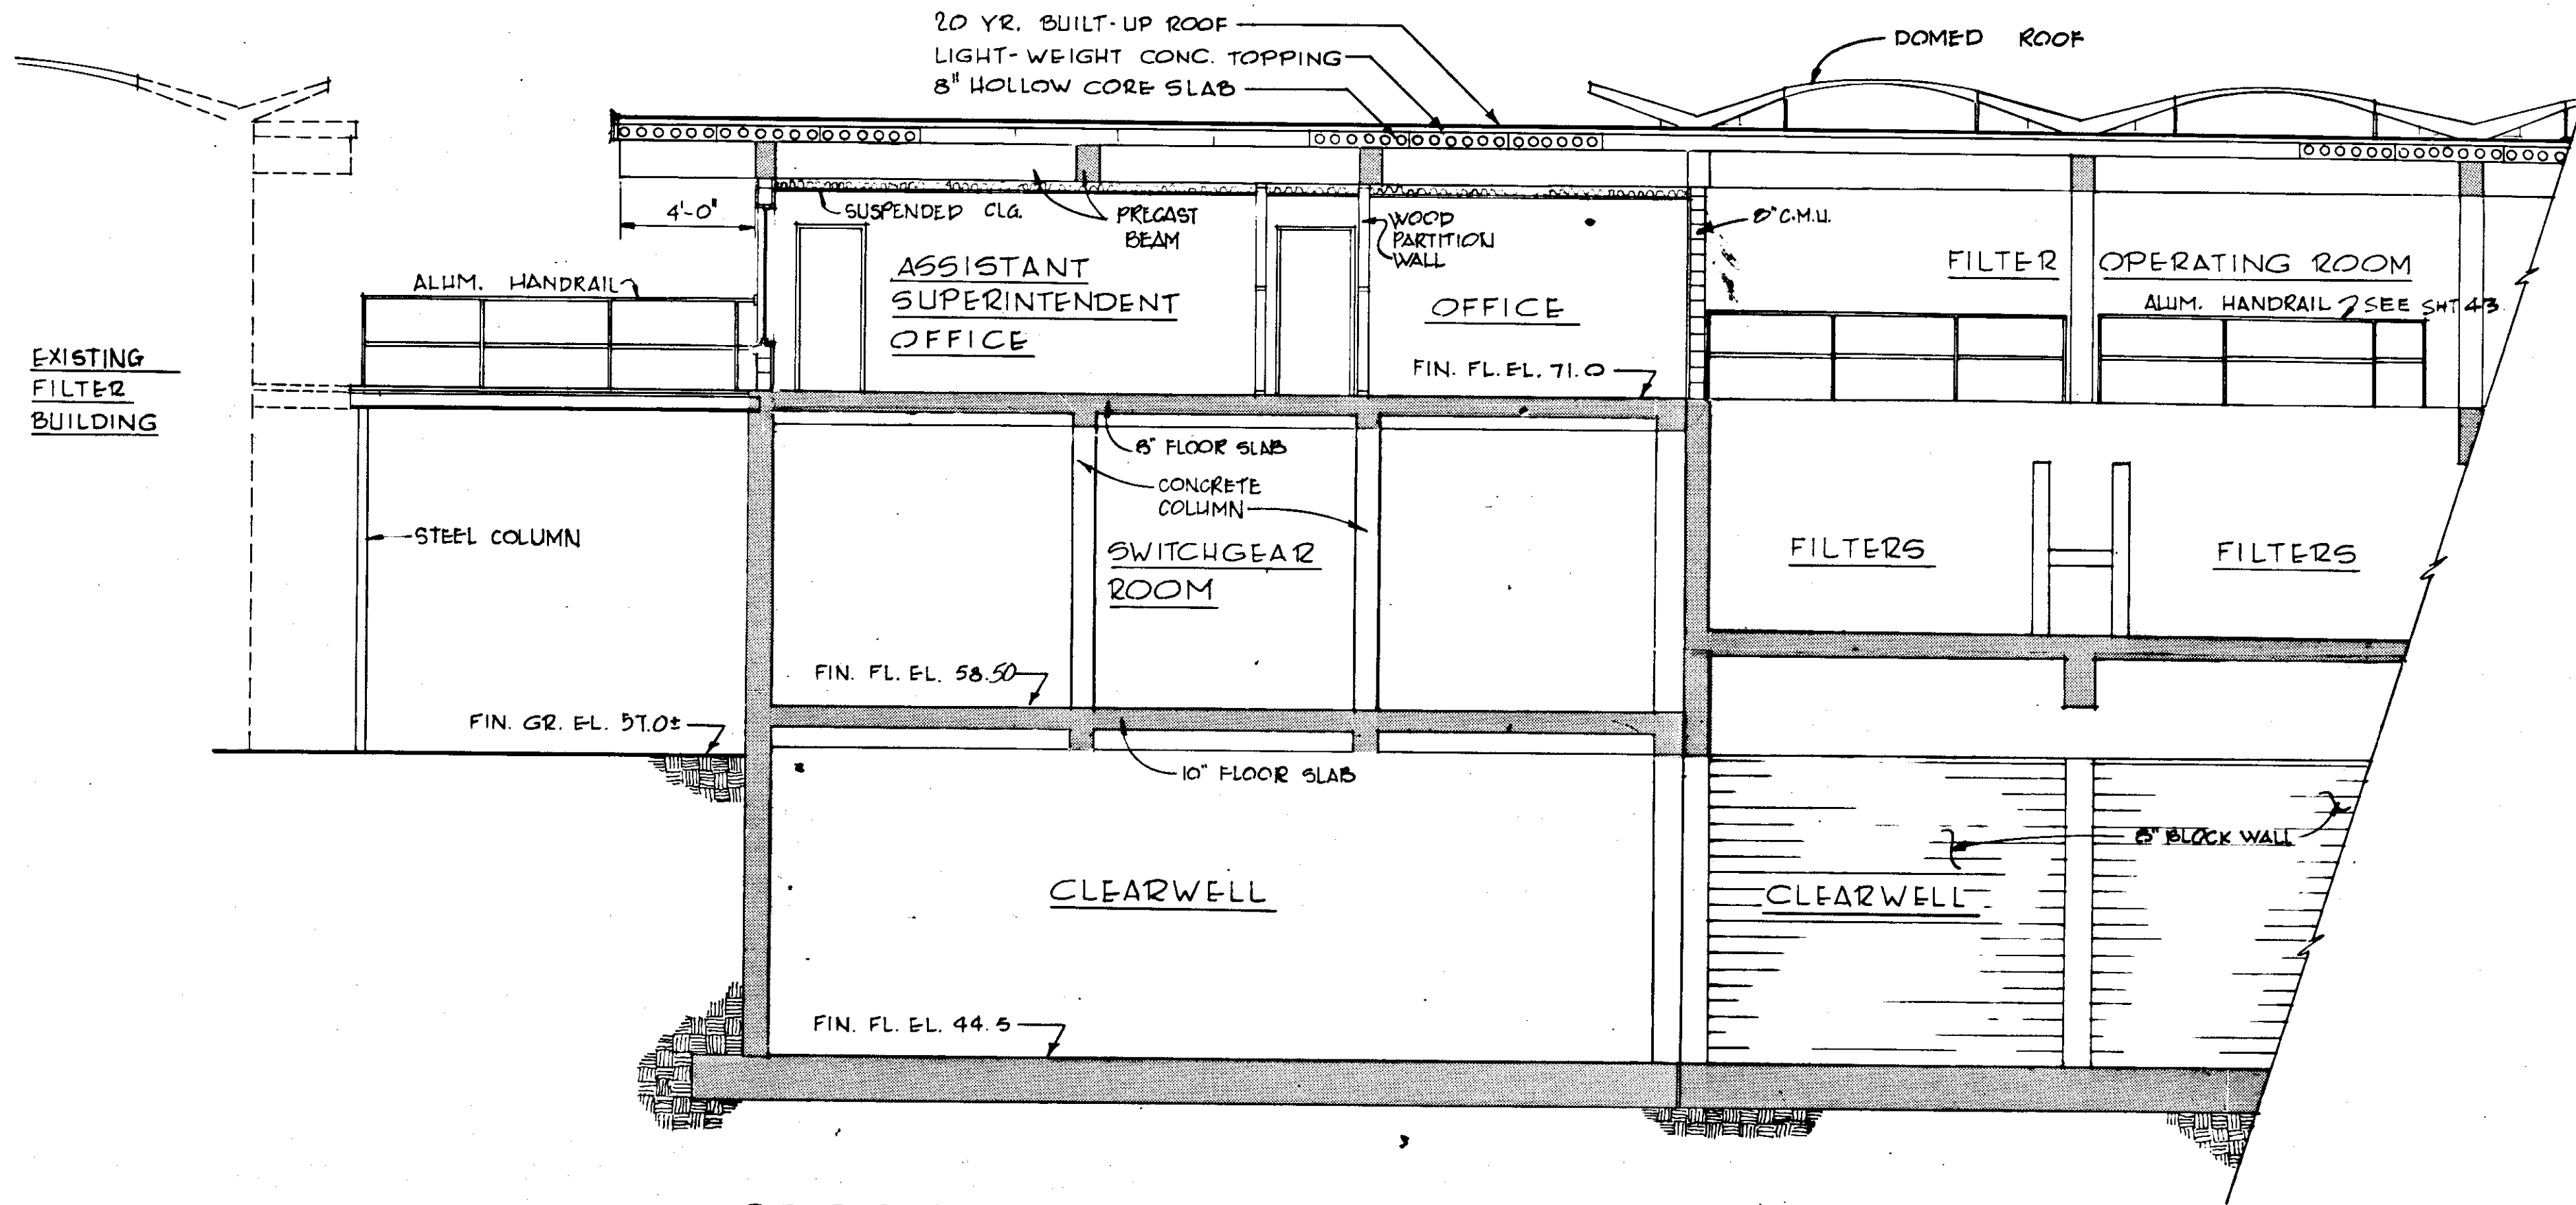 20 YR. BUILT-UP ROOF
LIGHT-WEIGHT CONC. TOPPING
8" HOLLOW CORE SLAB
DOMED ROOF
4'-0"
SUSPENDED CLG.
PRECAST
BEAM
WOOD
PARTITION
WALL
8" C.M.U.
ASSISTANT
SUPERINTENDENT
OFFICE
OFFICE
FILTER OPERATING ROOM
ALUM. HANDRAIL
ALUM. HANDRAIL SEE SHT 43
EXISTING
FILTER
BUILDING
FIN. FL. EL. 71.0
8" FLOOR SLAB
CONCRETE
COLUMN
STEEL COLUMN
SWITCHGEAR
ROOM
FILTERS
FILTERS
FIN. FL. EL. 58.50
FIN. GR. EL. 57.0±
10" FLOOR SLAB
8" BLOCK WALL
CLEARWELL
CLEARWELL
FIN. FL. EL. 44.5